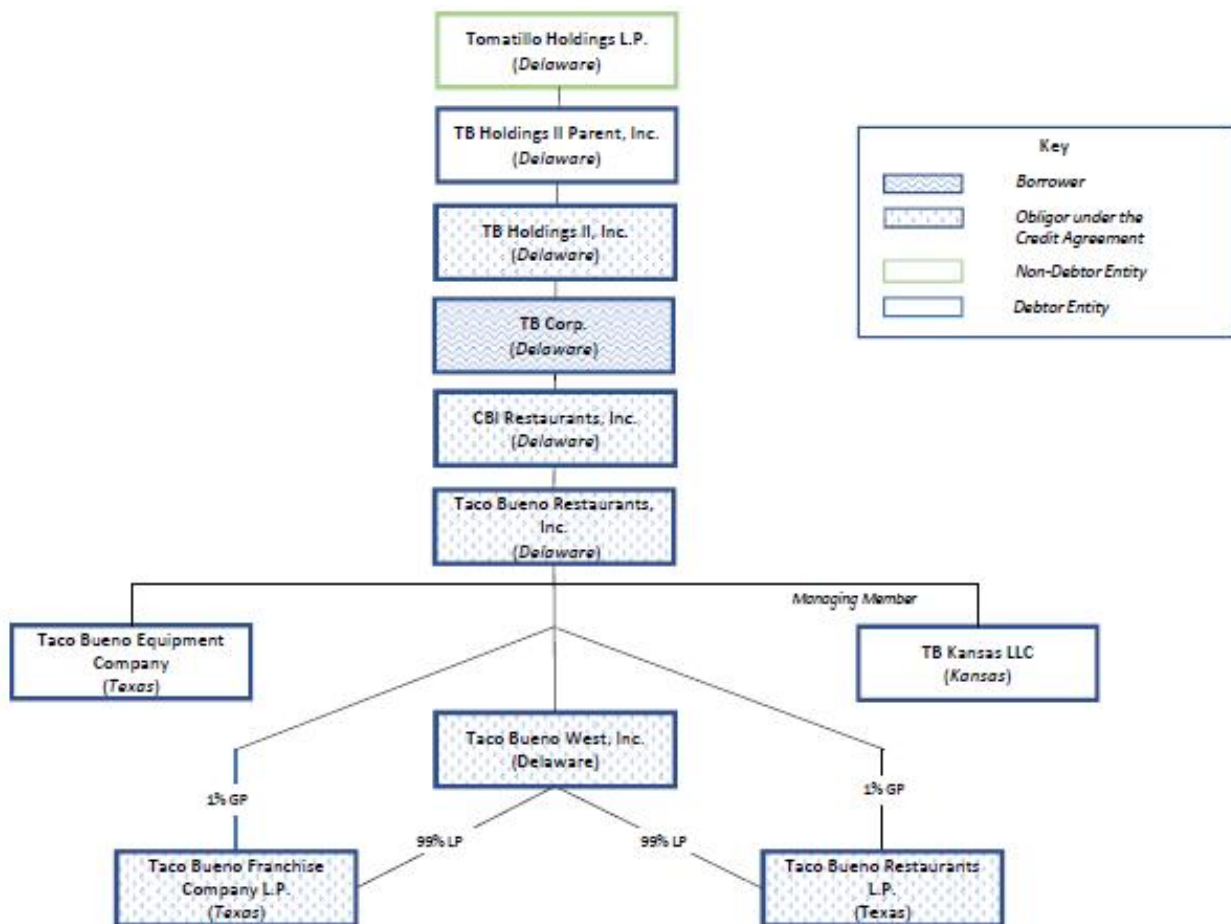 Tomatillo Holdings L.P.
(Delaware)
TB Holdings II Parent, Inc.
(Delaware)
Key
Borrower
Obligor under the
Credit Agreement
Non-Debtor Entity
Debtor Entity
TB Holdings II, Inc.
(Delaware)
TB Corp.
(Delaware)
CBI Restaurants, Inc.
(Delaware)
Taco Bueno Restaurants,
Inc.
(Delaware)
Managing Member
Taco Bueno Equipment
Company
(Texas)
TB Kansas LLC
(Kansas)
Taco Bueno West, Inc.
(Delaware)
1% GP
1% GP
99% LP
99% LP
Taco Bueno Franchise
Company L.P.
(Texas)
Taco Bueno Restaurants
L.P.
(Texas)